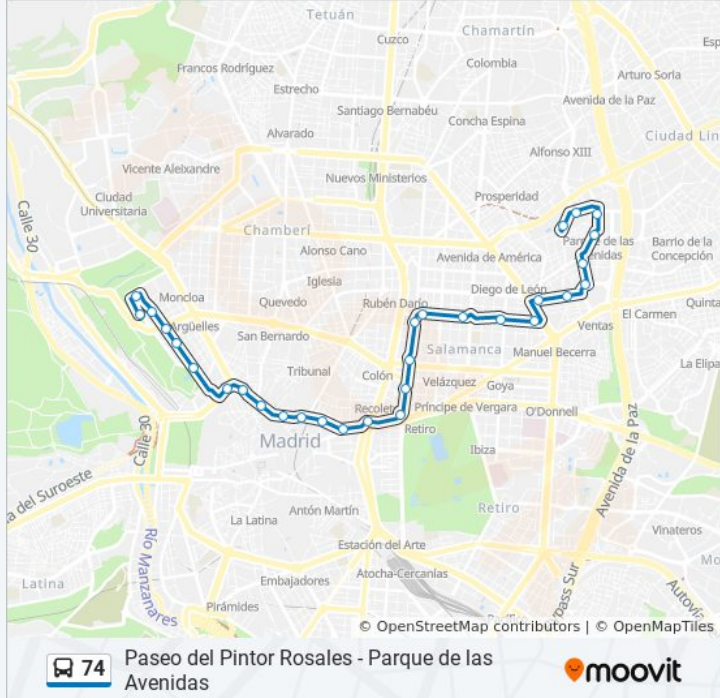 Tetuán
Chamartín
Cuzco
Colombia
Esp
Francos Rodríguez
Arturo Soria
Estrecho
Avenida de la Paz
Santiago Bernabéu
Concha Espina
Alvarado
Ciudad Lin
Alfonso XIII
Vicente Aleixandre
Nuevos Ministerios
Ciudad
Universitaria
Prosperidad
Calle 30
Chamberí
Parque de las
Avenidas
Barrio de la
Concepción
Alonso Cano
Avenida de América
Iglesia
Diego de León
Moncloa
Quevedo
Rubén Darío
Quinta
El Carmen
Argüelles
San Bernardo
Ventas
Salamanca
Manuel Becerra
Tribunal
Colón
La Elipa
Velázquez
Goya
Recoletos
Príncipe de Vergara
O'Donnell
Calle 30
Madrid
Retiro
Ibiza
Avenida de la Paz
a del Suroeste
Antón Martín
Retiro
La Latina
Vinateros
Río Manzanares
Estación del Arte
Mo
Latina
Embajadores
Atocha-Cercanías
Pirámides
bypass Sur
Autovía
© OpenStreetMap contributors | © OpenMapTiles
74
Paseo del Pintor Rosales - Parque de las
Avenidas
moovit